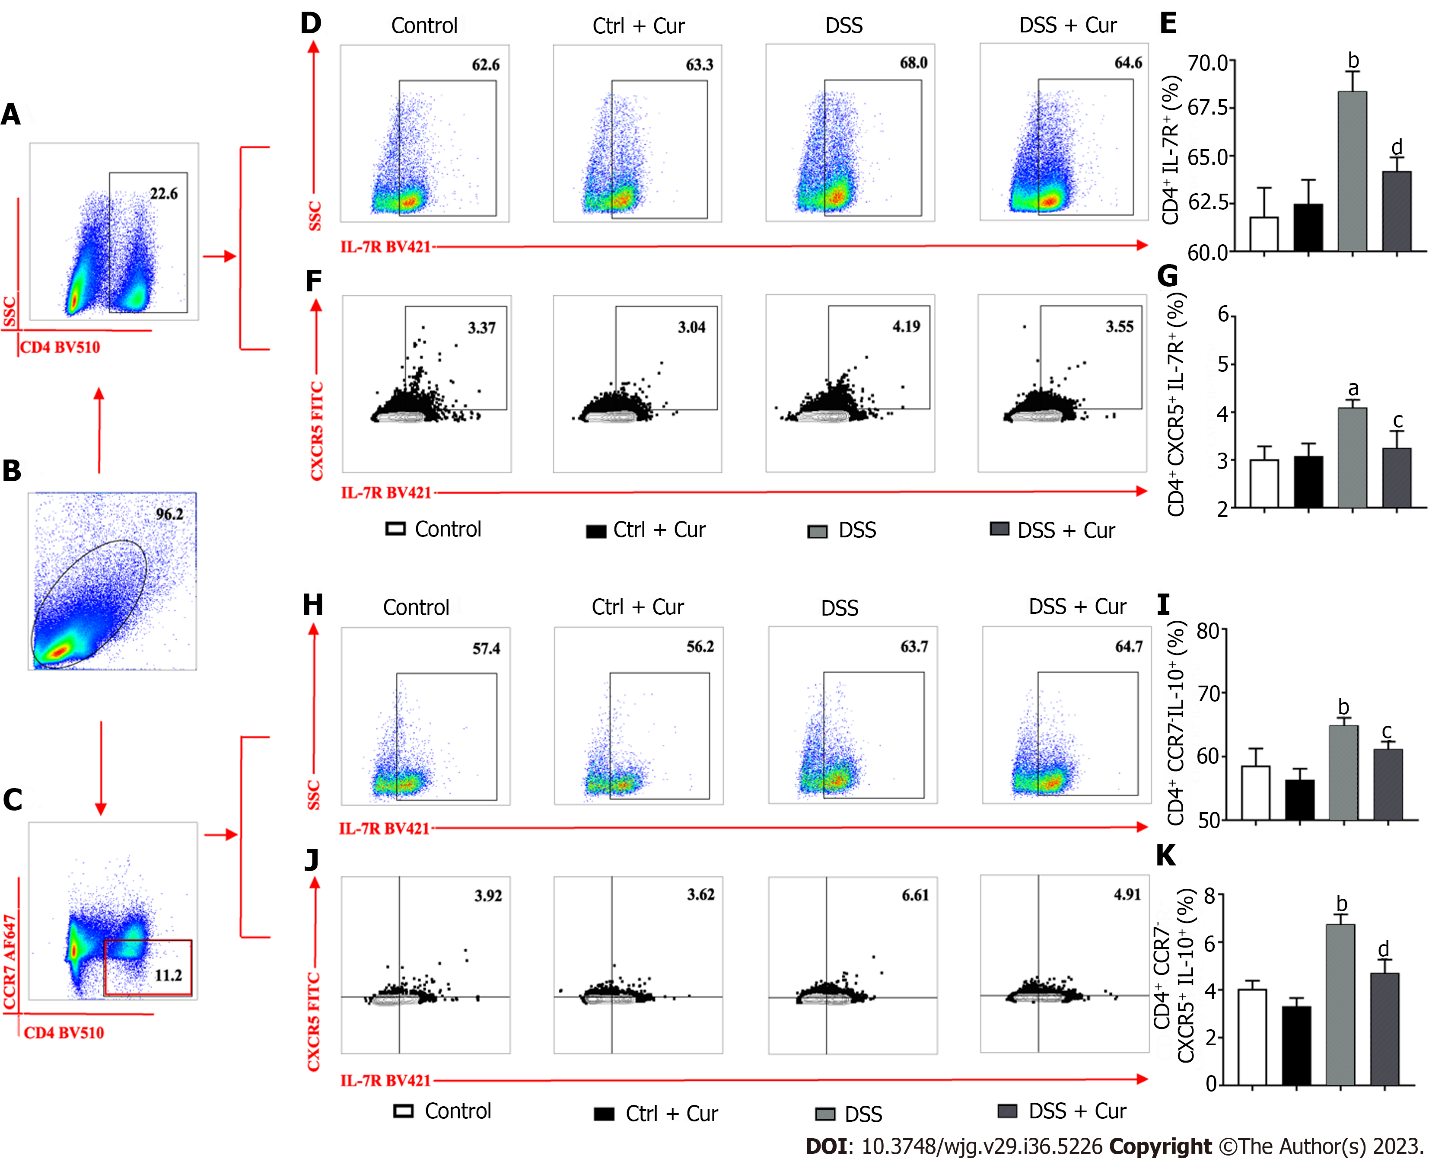 A
22.6
SSC
CD4 BV510
B
96.2
C
CCR7 AF647
11.2
CD4 BV510
D
Control
Ctrl + Cur
DSS
DSS + Cur
62.6
63.3
68.0
64.6
SSC
IL-7R BV421
E
CD4⁺ IL-7R⁺ (%)
70.0
67.5
65.0
62.5
60.0
b
d
F
3.37
3.04
4.19
3.55
CXCR5 FITC
IL-7R BV421
G
CD4⁺ CXCR5⁺ IL-7R⁺ (%)
6
5
4
3
2
a
c
Control
Ctrl + Cur
DSS
DSS + Cur
H
Control
Ctrl + Cur
DSS
DSS + Cur
57.4
56.2
63.7
64.7
SSC
IL-7R BV421
I
CD4⁺ CCR7⁻IL-10⁺ (%)
80
70
60
50
b
c
J
3.92
3.62
6.61
4.91
CXCR5 FITC
IL-7R BV421
K
CD4⁺ CCR7⁻
CXCR5⁺ IL-10⁺ (%)
8
6
4
2
0
b
d
Control
Ctrl + Cur
DSS
DSS + Cur
DOI: 10.3748/wjg.v29.i36.5226 Copyright ©The Author(s) 2023.